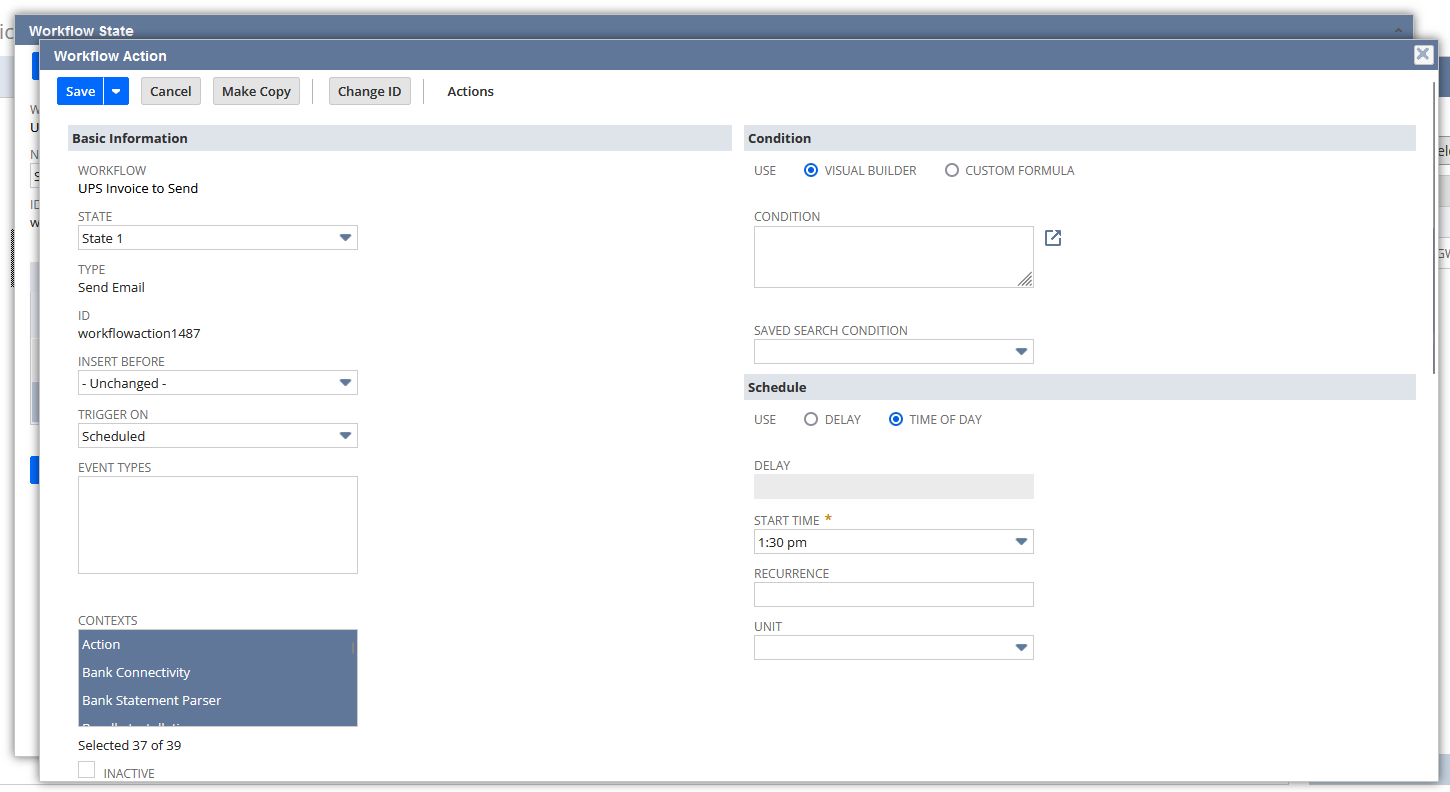 Workflow State
Workflow Action
Save
Cancel
Make Copy
Change ID
Actions
Basic Information
WORKFLOW
UPS Invoice to Send
STATE
State 1
TYPE
Send Email
ID
workflowaction1487
INSERT BEFORE
- Unchanged -
TRIGGER ON
Scheduled
EVENT TYPES
CONTEXTS
Action
Bank Connectivity
Bank Statement Parser
Selected 37 of 39
INACTIVE
Condition
USE VISUAL BUILDER CUSTOM FORMULA
CONDITION
SAVED SEARCH CONDITION
Schedule
USE DELAY TIME OF DAY
DELAY
START TIME *
1:30 pm
RECURRENCE
UNIT